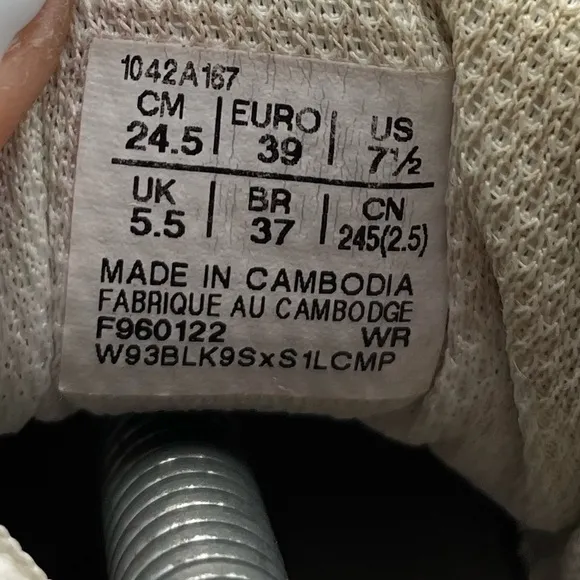 1042A167
CM | EURO | US
24.5 | 39 | 7½
UK | BR | CN
5.5 | 37 | 245(2.5)
MADE IN CAMBODIA
FABRIQUE AU CAMBODGE
F960122 WR
W93BLK9SxS1LCMP